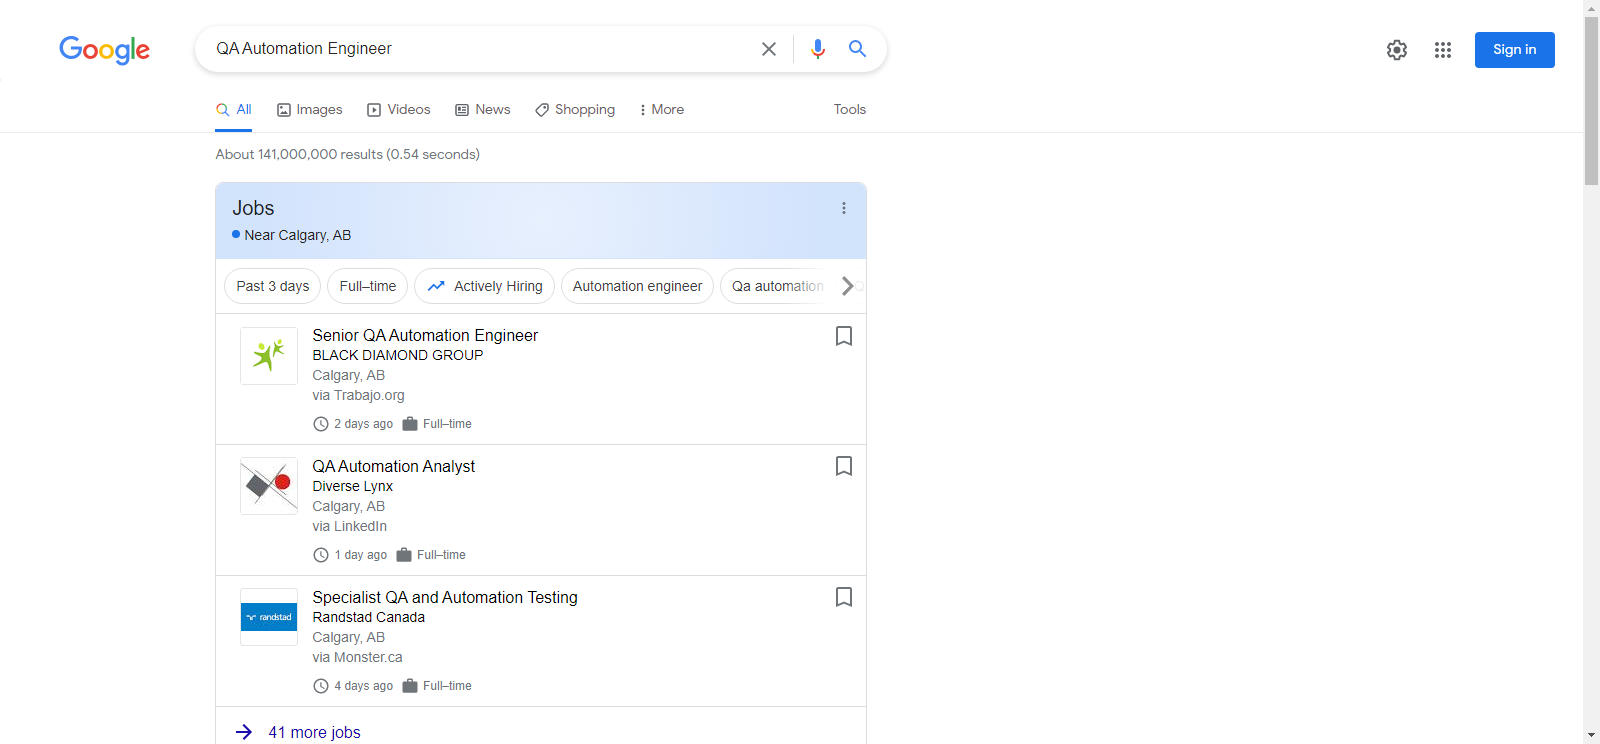 Google
QA Automation Engineer
Sign in
All
Images
Videos
News
Shopping
More
Tools
About 141,000,000 results (0.54 seconds)
Jobs
Near Calgary, AB
Past 3 days
Full–time
Actively Hiring
Automation engineer
Qa automation
Senior QA Automation Engineer
BLACK DIAMOND GROUP
Calgary, AB
via Trabajo.org
2 days ago
Full–time
QA Automation Analyst
Diverse Lynx
Calgary, AB
via LinkedIn
1 day ago
Full–time
randstad
Specialist QA and Automation Testing
Randstad Canada
Calgary, AB
via Monster.ca
4 days ago
Full–time
41 more jobs